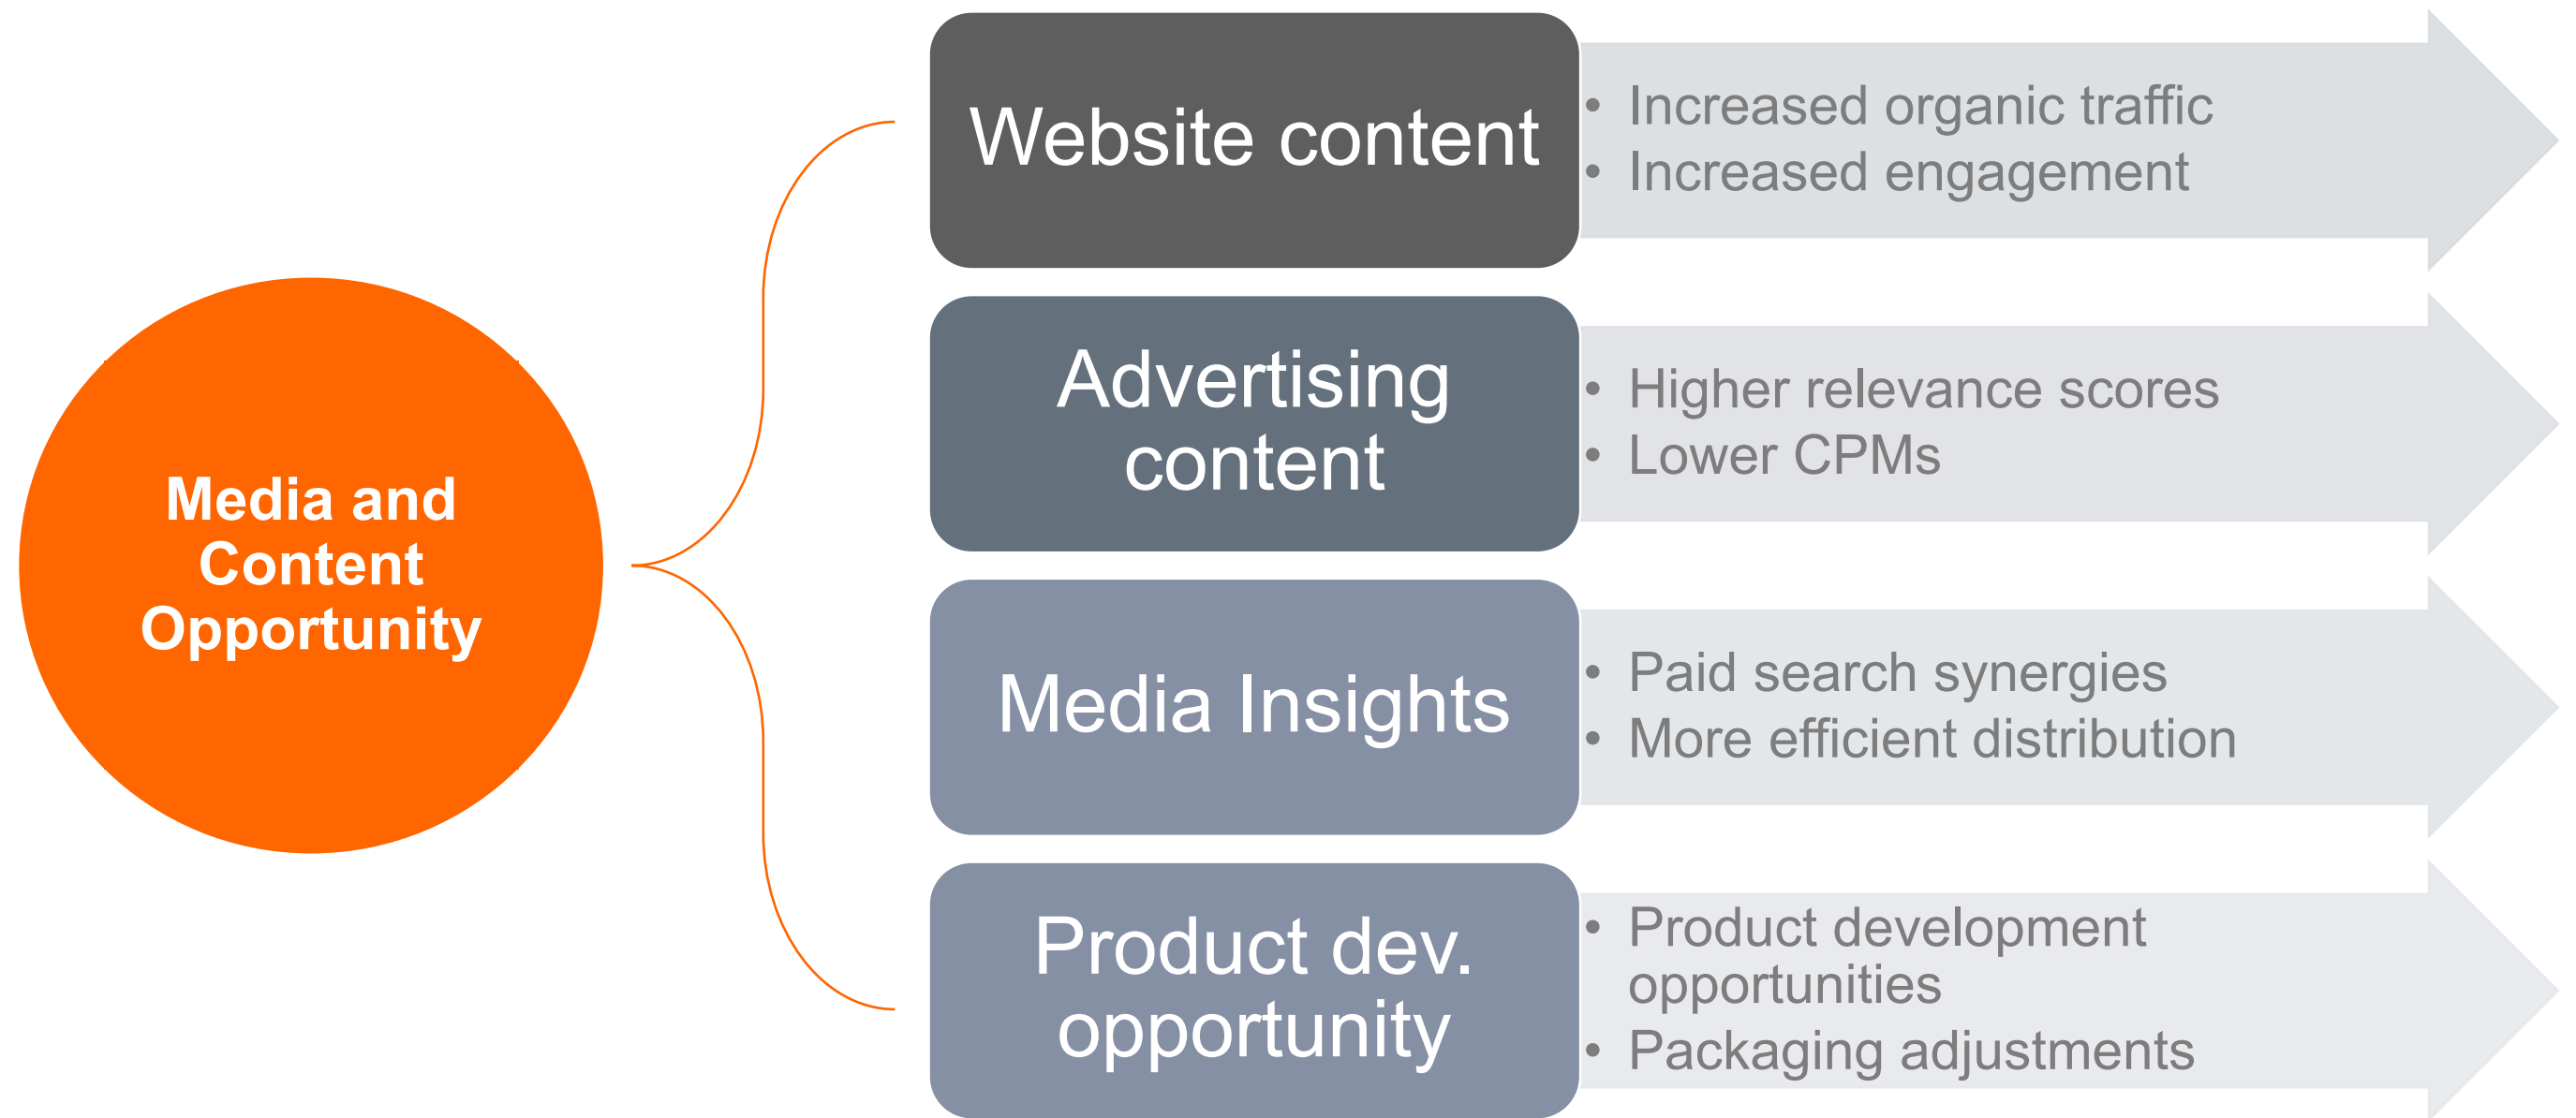 Media and
Content
Opportunity
Website content
• Increased organic traffic
• Increased engagement
Advertising
content
• Higher relevance scores
• Lower CPMs
Media Insights
• Paid search synergies
• More efficient distribution
Product dev.
opportunity
• Product development
opportunities
• Packaging adjustments